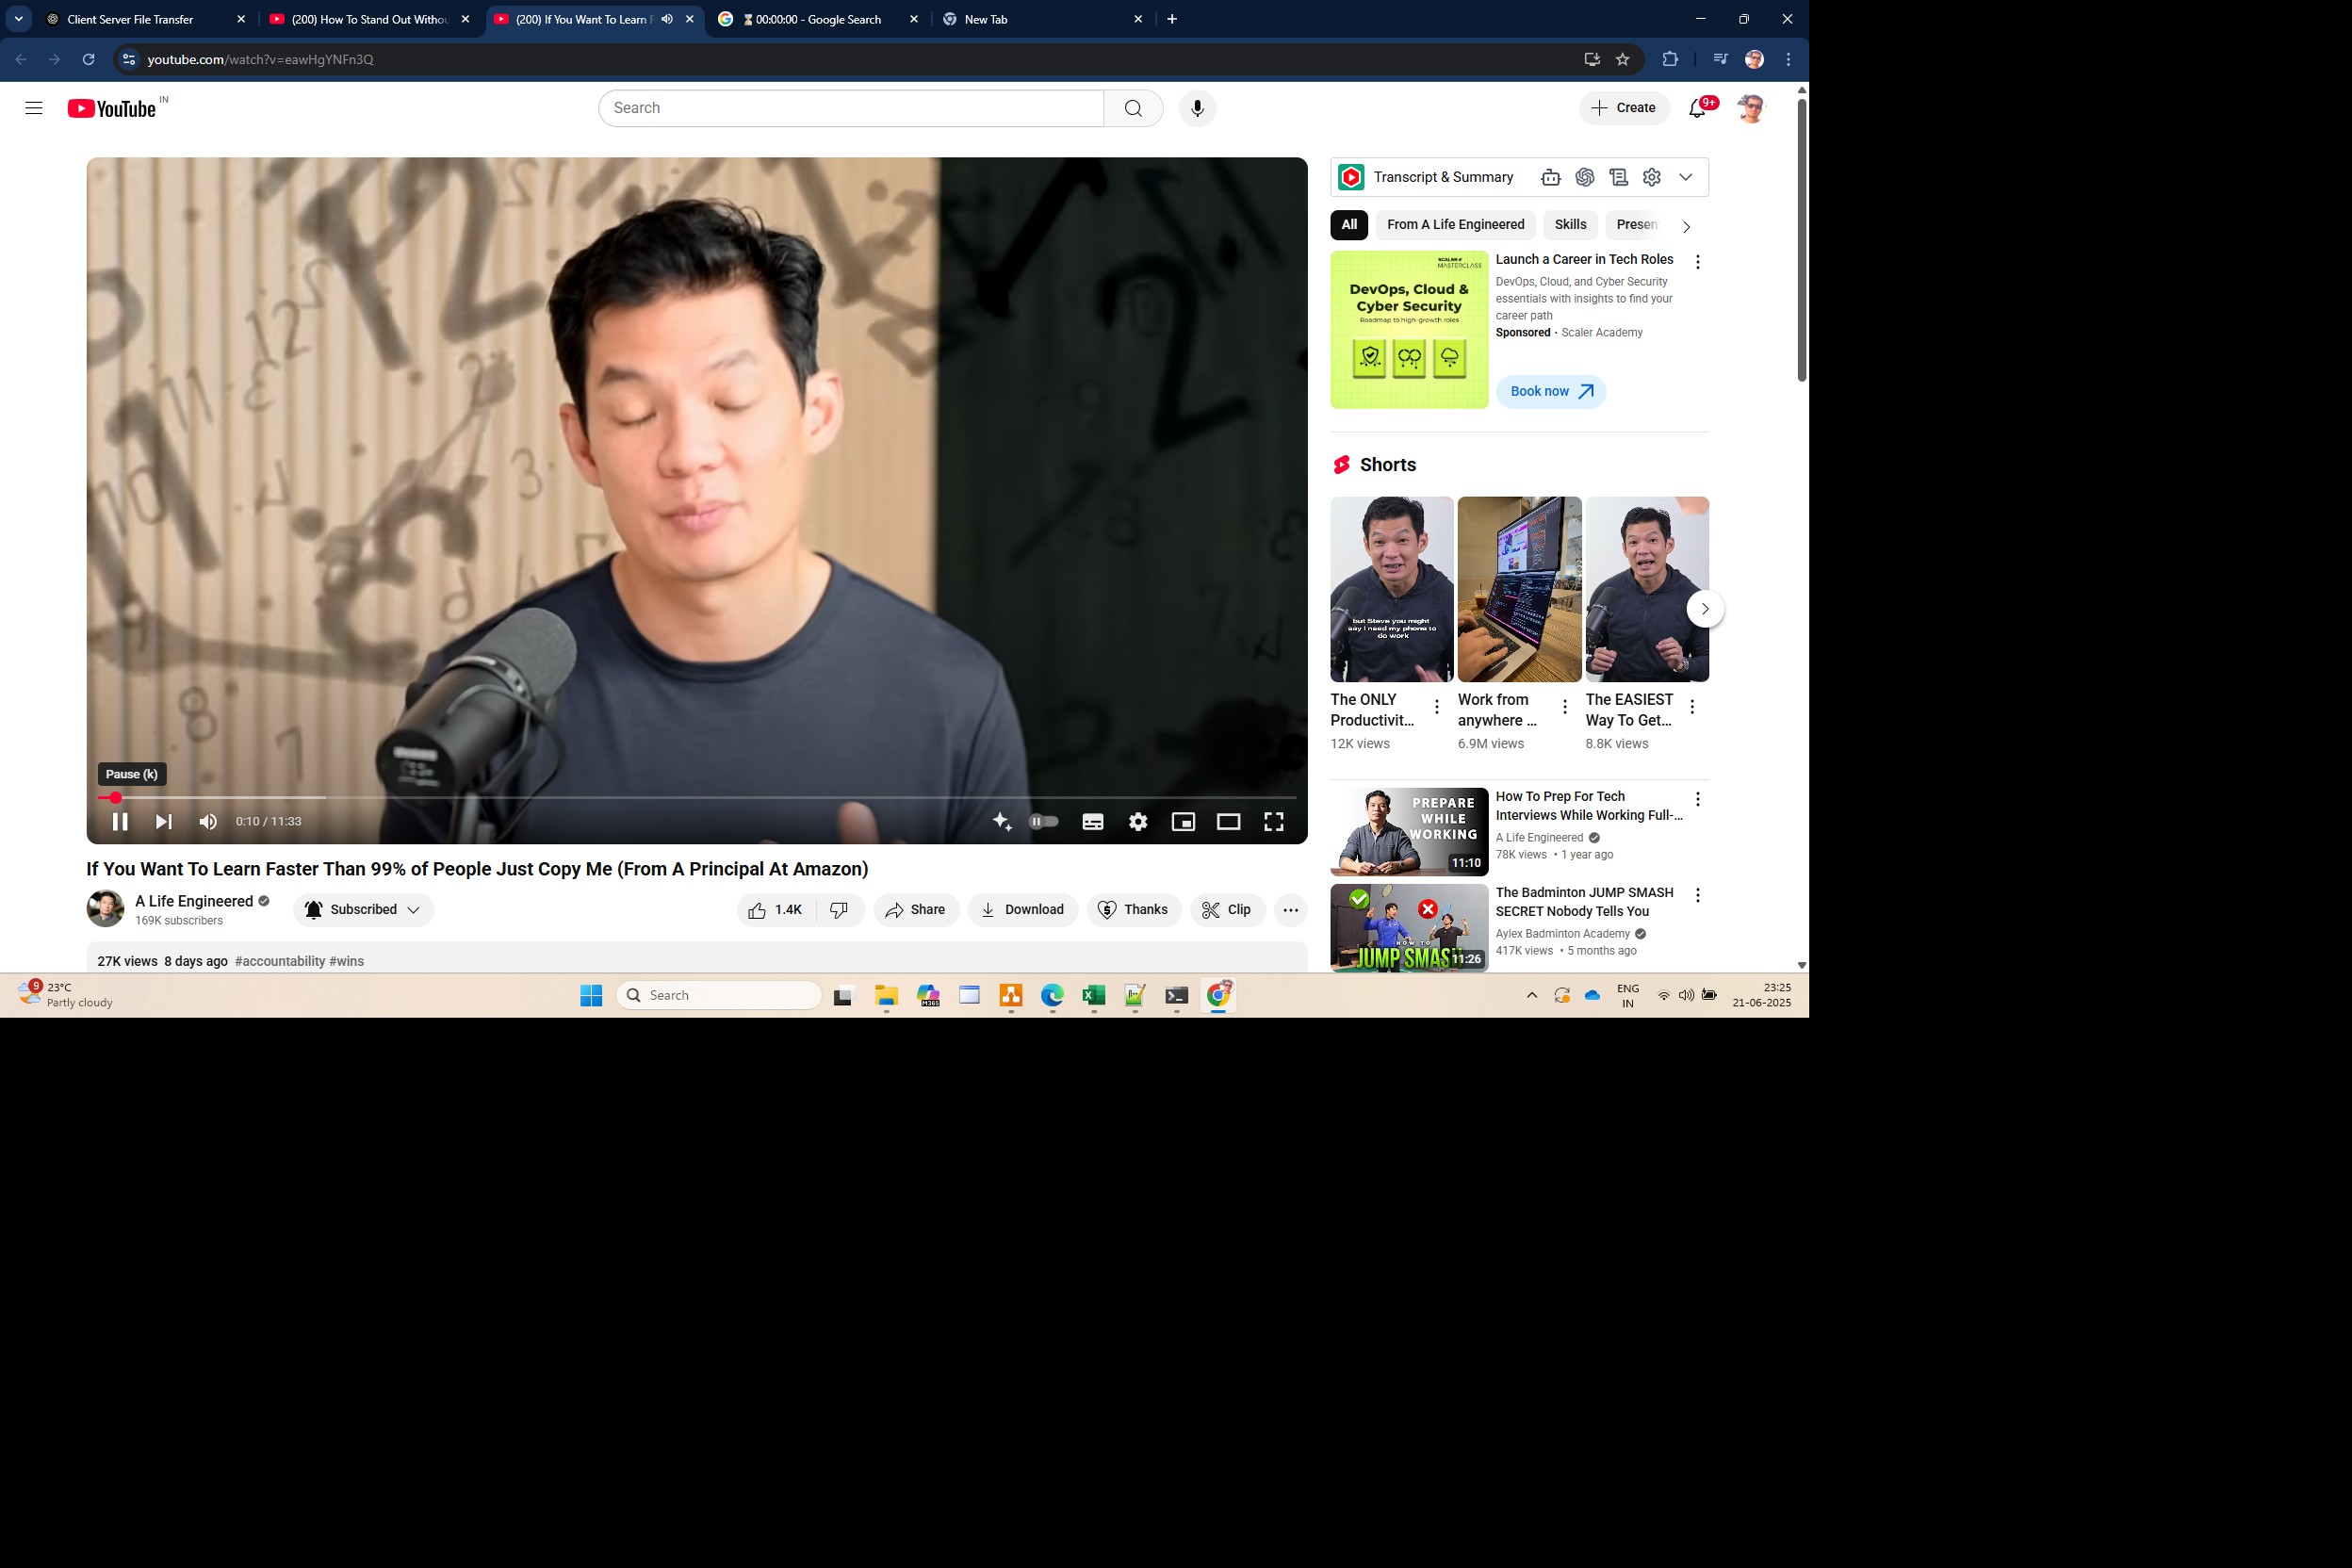 Client Server File Transfer
(200) How To Stand Out Withou
(200) If You Want To Learn F
00:00:00 - Google Search
New Tab
youtube.com/watch?v=eawHgYNFn3Q
YouTube IN
Search
Create
9+
Transcript & Summary
All
From A Life Engineered
Skills
Presen
SCALER
MASTERCLASS
DevOps, Cloud &
Cyber Security
Roadmap to high-growth roles
Launch a Career in Tech Roles
DevOps, Cloud, and Cyber Security
essentials with insights to find your
career path
Sponsored · Scaler Academy
Book now
Shorts
but Steve you might
say I need my phone to
do work
The ONLY
Productivit...
12K views
Work from
anywhere ...
6.9M views
The EASIEST
Way To Get...
8.8K views
Pause (k)
0:10 / 11:33
If You Want To Learn Faster Than 99% of People Just Copy Me (From A Principal At Amazon)
A Life Engineered
169K subscribers
Subscribed
1.4K
Share
Download
Thanks
Clip
27K views 8 days ago #accountability #wins
PREPARE
WHILE
WORKING
11:10
How To Prep For Tech
Interviews While Working Full-...
A Life Engineered
78K views • 1 year ago
HOW TO
JUMP SMASH
11:26
The Badminton JUMP SMASH
SECRET Nobody Tells You
Aylex Badminton Academy
417K views • 5 months ago
9
23°C
Partly cloudy
Search
M365
ENG
IN
23:25
21-06-2025